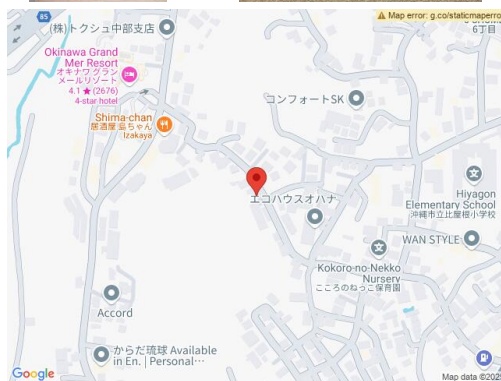 85
(株)トクシュ中部支店
Map error: g.co/staticmaperro
6丁目
Okinawa Grand
Mer Resort
オキナワ グラン
メールリゾート
4.1 ★ (2676)
4-star hotel
コンフォートSK
Shima-chan
居酒屋 島ちゃん
Izakaya
エコハウスオハナ
Hiyagon
Elementary School
沖縄市立比屋根小学校
WAN STYLE
Kokoro-no-Nekko
Nursery
こころのねっこ保育園
Accord
からだ琉球 Available
in En. | Personal...
Google
Map data ©2025